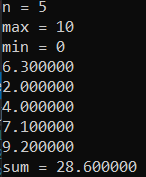 n = 5
max = 10
min = 0
6.300000
2.000000
4.000000
7.100000
9.200000
sum = 28.600000